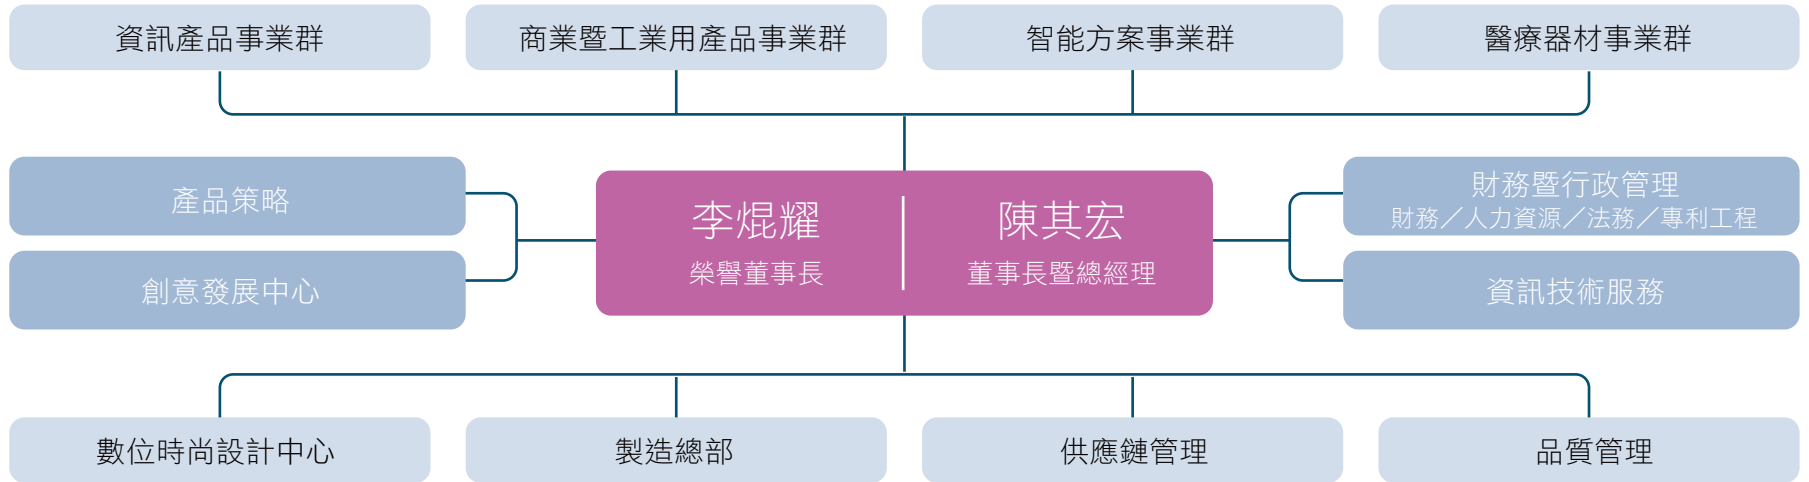 資訊產品事業群
商業暨工業用產品事業群
智能方案事業群
醫療器材事業群
產品策略
創意發展中心
李焜耀
榮譽董事長
陳其宏
董事長暨總經理
財務暨行政管理
財務／人力資源／法務／專利工程
資訊技術服務
數位時尚設計中心
製造總部
供應鏈管理
品質管理